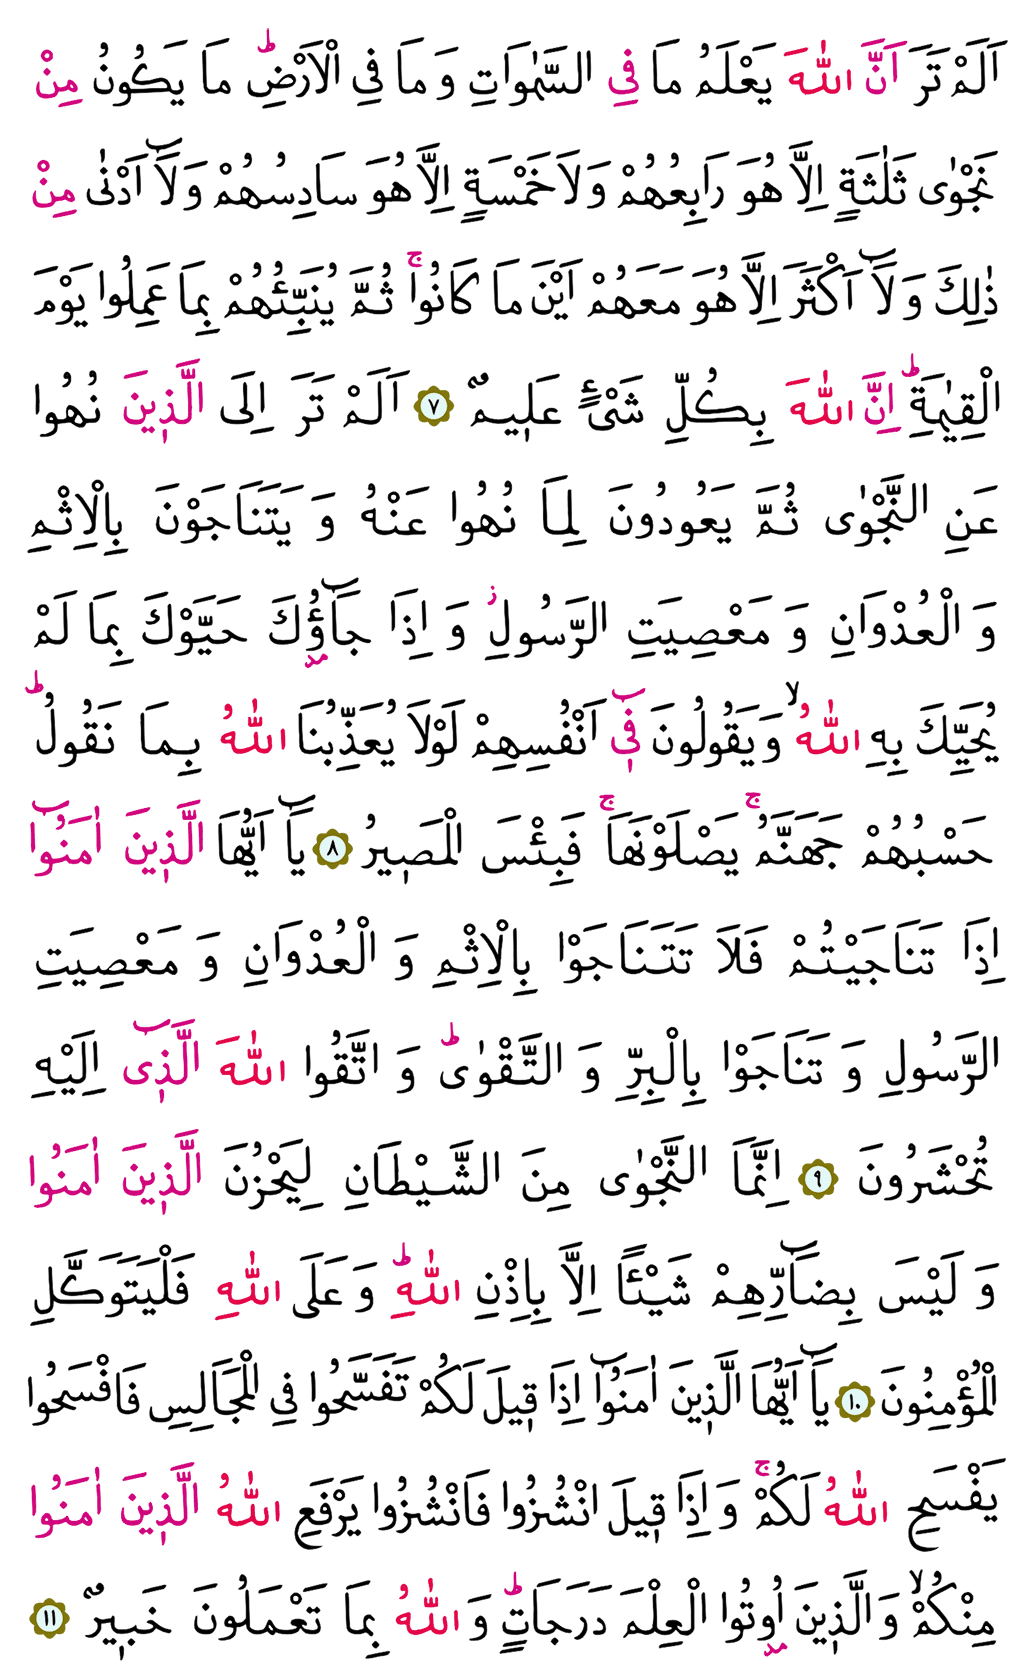 اَلَمْ تَرَ اَنَّ اللّٰهَ يَعْلَمُ مَا فِي السَّمٰوَاتِ وَ مَا فِي الْاَرْضِۜ مَا يَكُونُ مِنْ
نَجْوٰى ثَلٰثَةٍ اِلَّا هُوَ رَابِعُهُمْ وَلَا خَمْسَةٍ اِلَّا هُوَ سَادِسُهُمْ وَلَٓا اَدْنٰى مِنْ
ذٰلِكَ وَ لَٓا اَكْثَرَ اِلَّا هُوَ مَعَهُمْ اَيْنَ مَا كَانُواۚ ثُمَّ يُنَبِّئُهُمْ بِمَا عَمِلُوا يَوْمَ
الْقِيٰمَةِؕ اِنَّ اللّٰهَ بِكُلِّ شَىْءٍ عَلٖيمٌ ٧ اَلَمْ تَرَ اِلَى الَّذٖينَ نُهُوا
عَنِ النَّجْوٰى ثُمَّ يَعُودُونَ لِمَا نُهُوا عَنْهُ وَ يَتَنَاجَوْنَ بِالْاِثْمِ
وَ الْعُدْوَانِ وَ مَعْصِيَتِ الرَّسُولِؗ وَ اِذَا جَٓاؤُ۫كَ حَيَّوْكَ بِمَا لَمْ
يُحَيِّكَ بِهِ اللّٰهُۙ وَ يَقُولُونَ فٖٓي اَنْفُسِهِمْ لَوْلَا يُعَذِّبُنَا اللّٰهُ بِمَا نَقُولُؕ
حَسْبُهُمْ جَهَنَّمُۚ يَصْلَوْنَهَاۚ فَبِئْسَ الْمَصٖيرُ ٨ يَٓا اَيُّهَا الَّذٖينَ اٰمَنُٓوا
اِذَا تَنَاجَيْتُمْ فَلَا تَتَنَاجَوْا بِالْاِثْمِ وَ الْعُدْوَانِ وَ مَعْصِيَتِ
الرَّسُولِ وَ تَنَاجَوْا بِالْبِرِّ وَ التَّقْوٰىؕ وَ اتَّقُوا اللّٰهَ الَّذٖٓى اِلَيْهِ
تُحْشَرُونَ ٩ اِنَّمَا النَّجْوٰى مِنَ الشَّيْطَانِ لِيَحْزُنَ الَّذٖينَ اٰمَنُوا
وَ لَيْسَ بِضَٓارِّهِمْ شَيْـًٔا اِلَّا بِاِذْنِ اللّٰهِؕ وَ عَلَى اللّٰهِ فَلْيَتَوَكَّلِ
الْمُؤْمِنُونَ ١٠ يَٓا اَيُّهَا الَّذٖينَ اٰمَنُٓوا اِذَا قٖيلَ لَكُمْ تَفَسَّحُوا فِي الْمَجَالِسِ فَافْسَحُوا
يَفْسَحِ اللّٰهُ لَكُمْۚ وَ اِذَا قٖيلَ انْشُزُوا فَانْشُزُوا يَرْفَعِ اللّٰهُ الَّذٖينَ اٰمَنُوا
مِنْكُمْۙ وَ الَّذٖينَ اُو۫تُوا الْعِلْمَ دَرَجَاتٍؕ وَ اللّٰهُ بِمَا تَعْمَلُونَ خَبٖيرٌ ١١